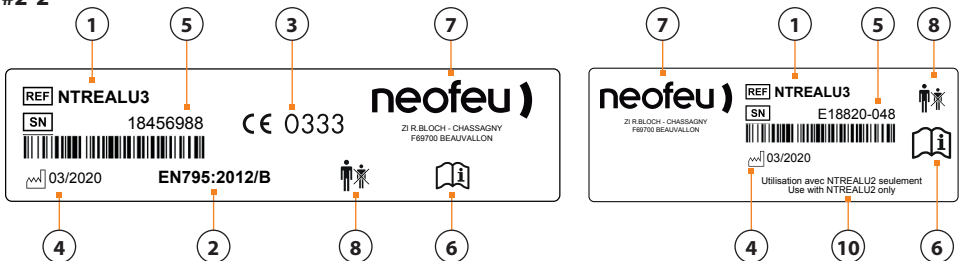 #2-2
1
5
3
7
REF NTREALU3
SN 18456988
CE 0333
neofeu
ZI R.BLOCH - CHASSAGNY
F69700 BEAUVALLON
03/2020
EN795:2012/B
i
4
2
8
6
7
1
5
8
neofeu
ZI R.BLOCH - CHASSAGNY
F69700 BEAUVALLON
REF NTREALU3
SN E18820-048
i
03/2020
Utilisation avec NTREALU2 seulement
Use with NTREALU2 only
4
10
6